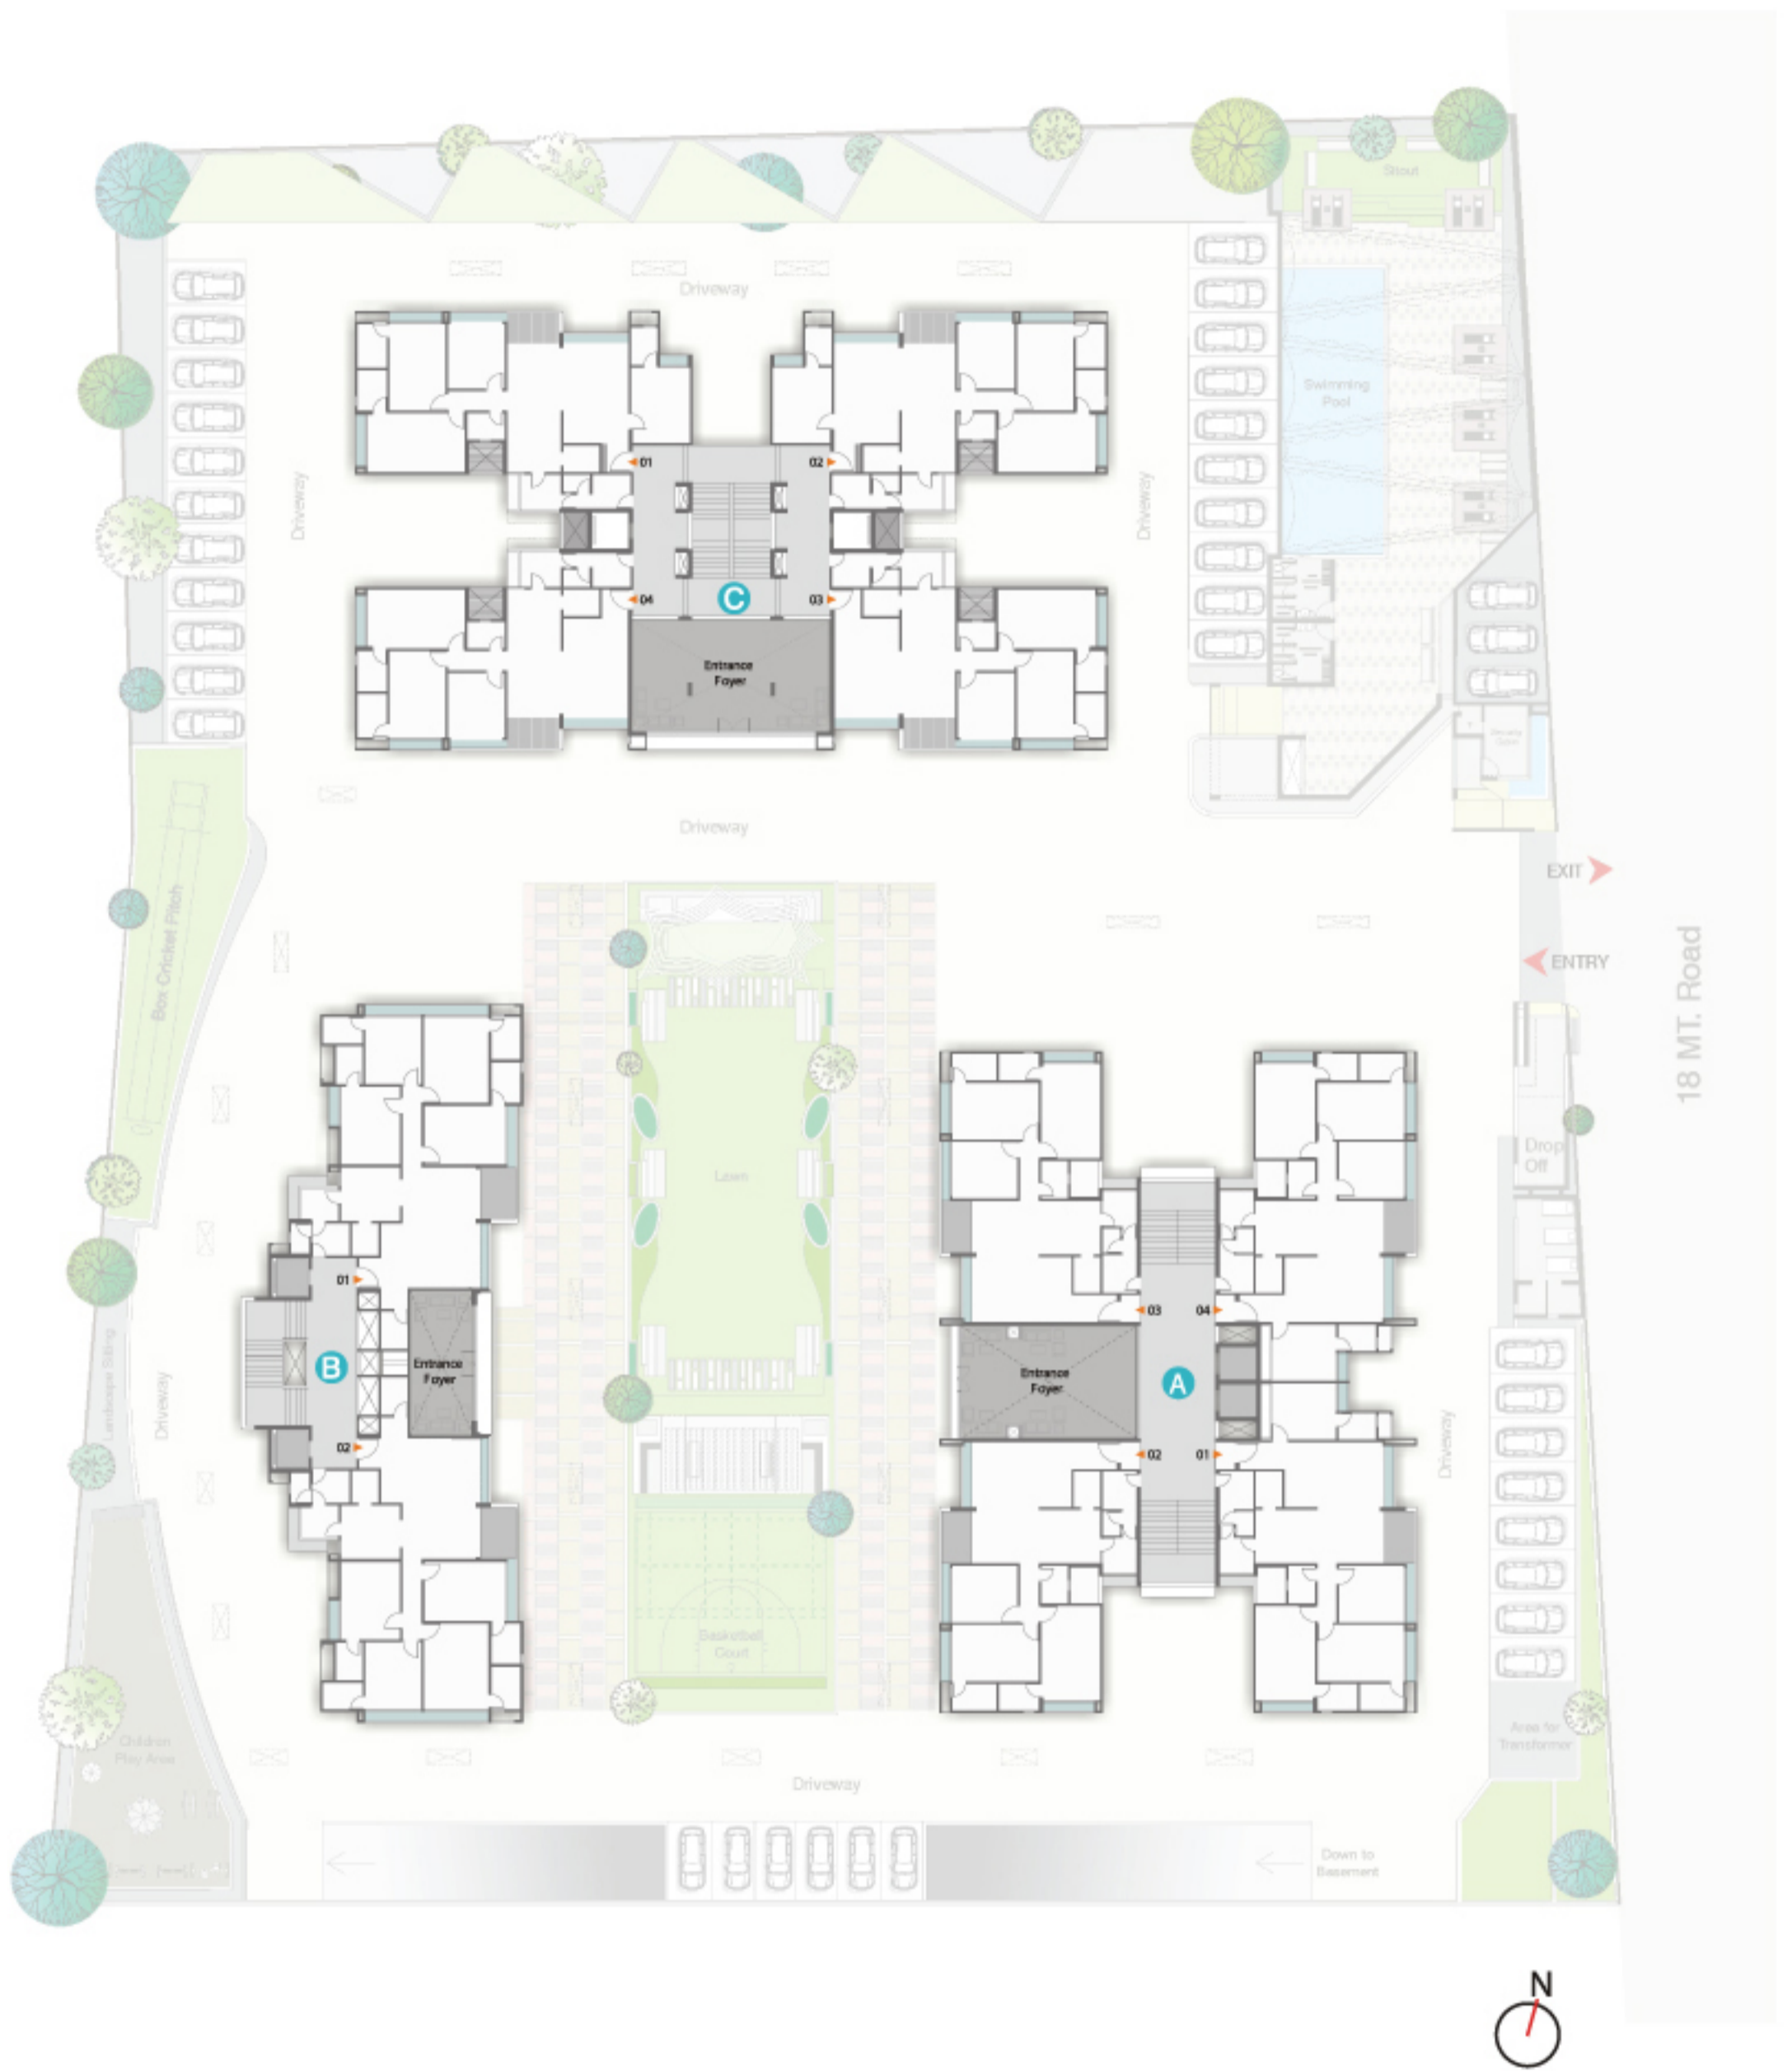 Sitout
Driveway
Swimming
Pool
01
02
Driveway
Driveway
04
C
03
Entrance
Foyer
Driveway
EXIT
Box Cricket Pitch
ENTRY
18 MT. Road
Drop
Off
Lawn
01
03
04
Landscape Sitting
B
Entrance
Foyer
Entrance
Foyer
A
Driveway
Driveway
02
02
01
Basketball
Court
Children
Play Area
Area for
Transformer
Driveway
Down to
Basement
N